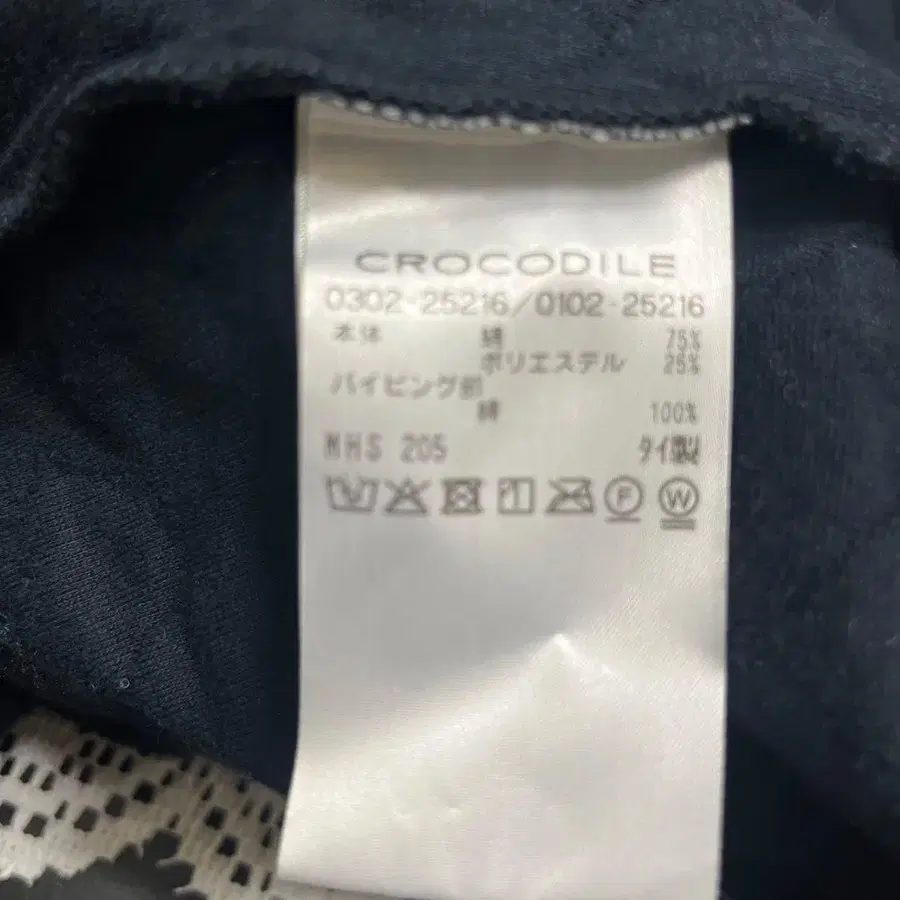 CROCODILE
0302-25216/0102-25216
本体 綿 75%
ポリエステル 25%
パイピング部
綿 100%
MHS 205 タイ製
F W